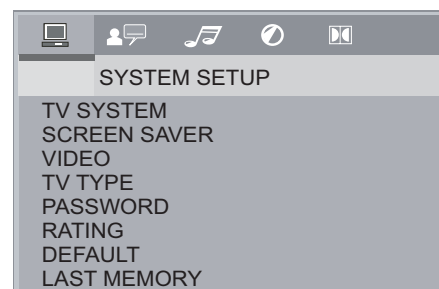 SYSTEM SETUP
TV SYSTEM
SCREEN SAVER
VIDEO
TV TYPE
PASSWORD
RATING
DEFAULT
LAST MEMORY